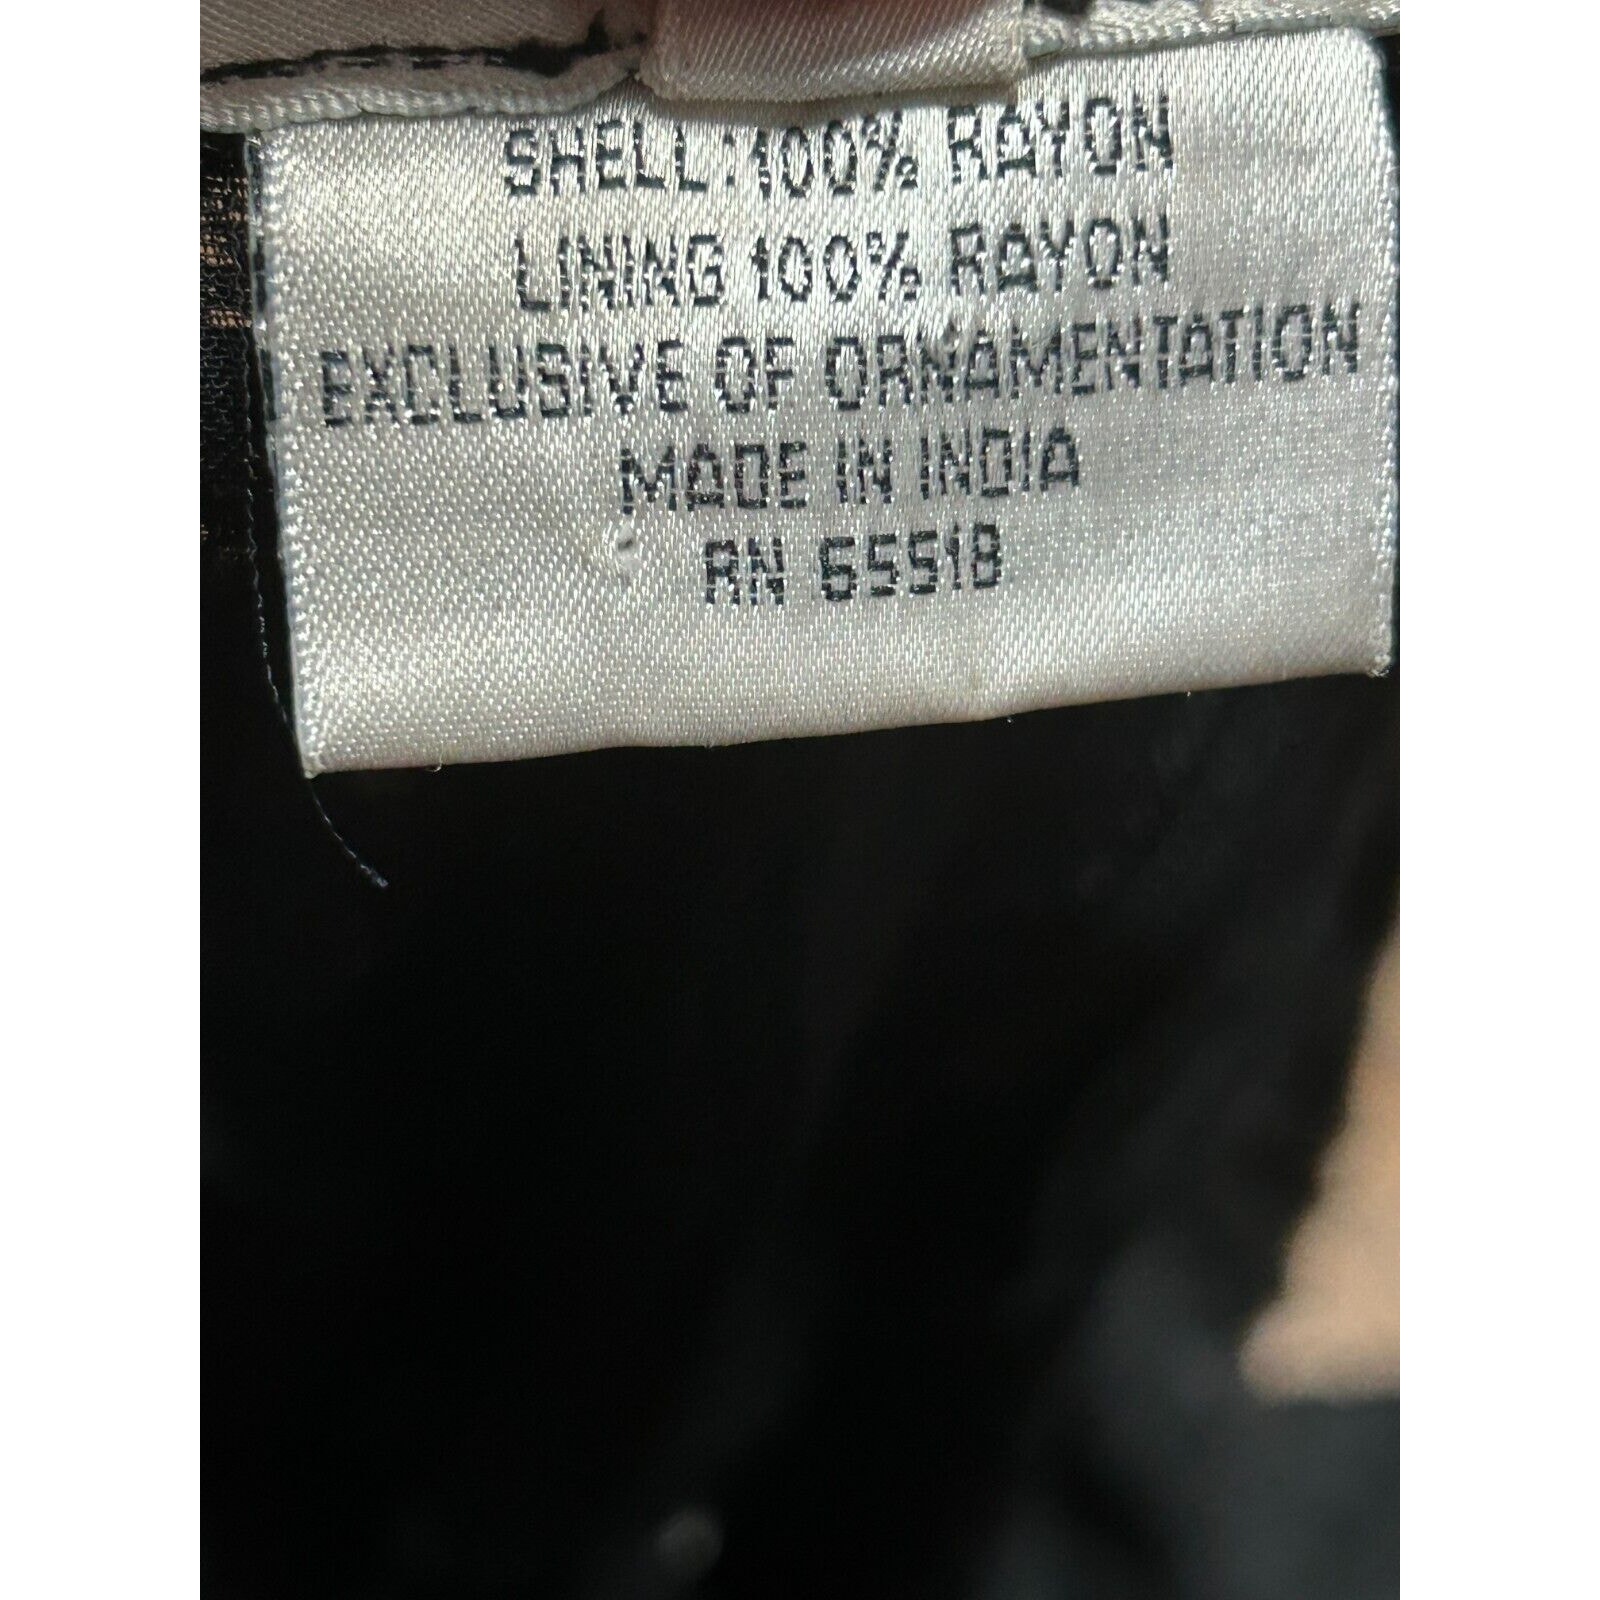 SHELL:100% RAYON
LINING 100% RAYON
EXCLUSIVE OF ORNAMENTATION
MADE IN INDIA
RN 65518